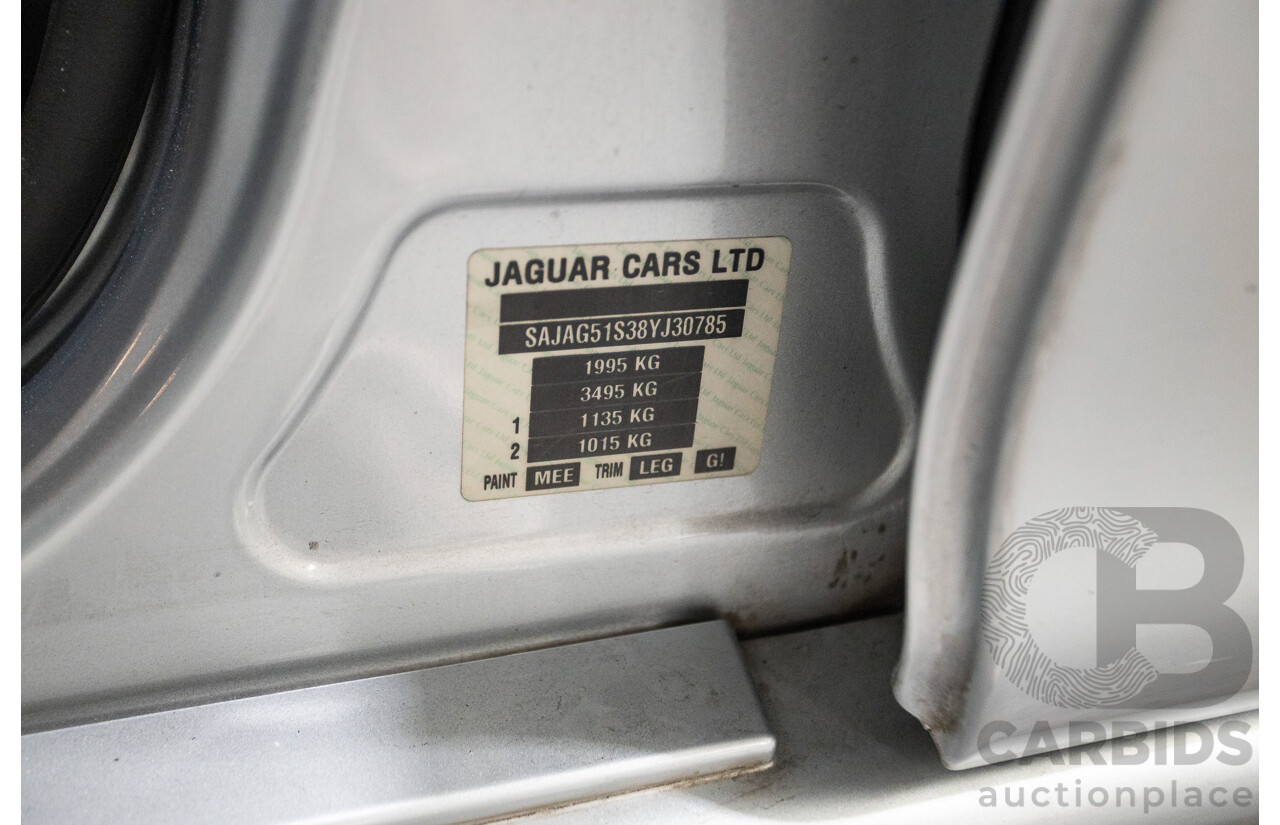 JAGUAR CARS LTD
SAJAG51S38YJ30785
1995 KG
3495 KG
1 1135 KG
2 1015 KG
PAINT MEE TRIM LEG G!
CB
CARBIDS
auctionplace